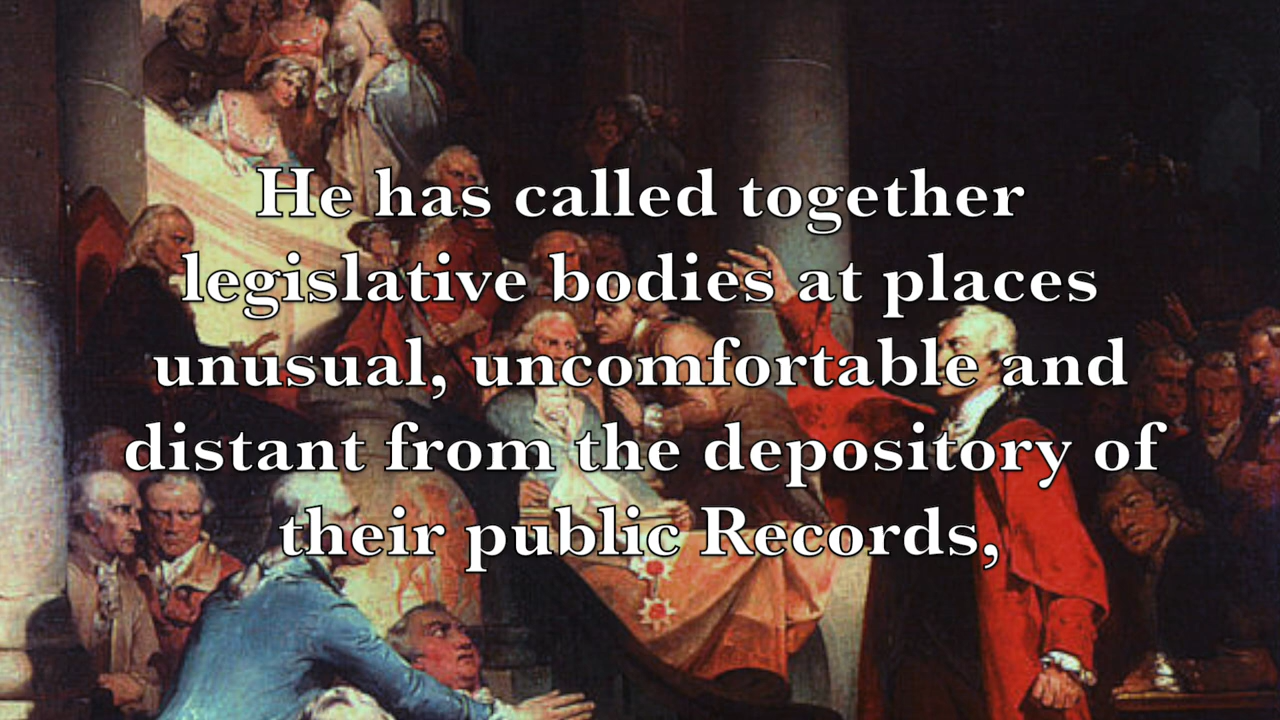 He has called together
legislative bodies at places
unusual, uncomfortable and
distant from the depository of
their public Records,